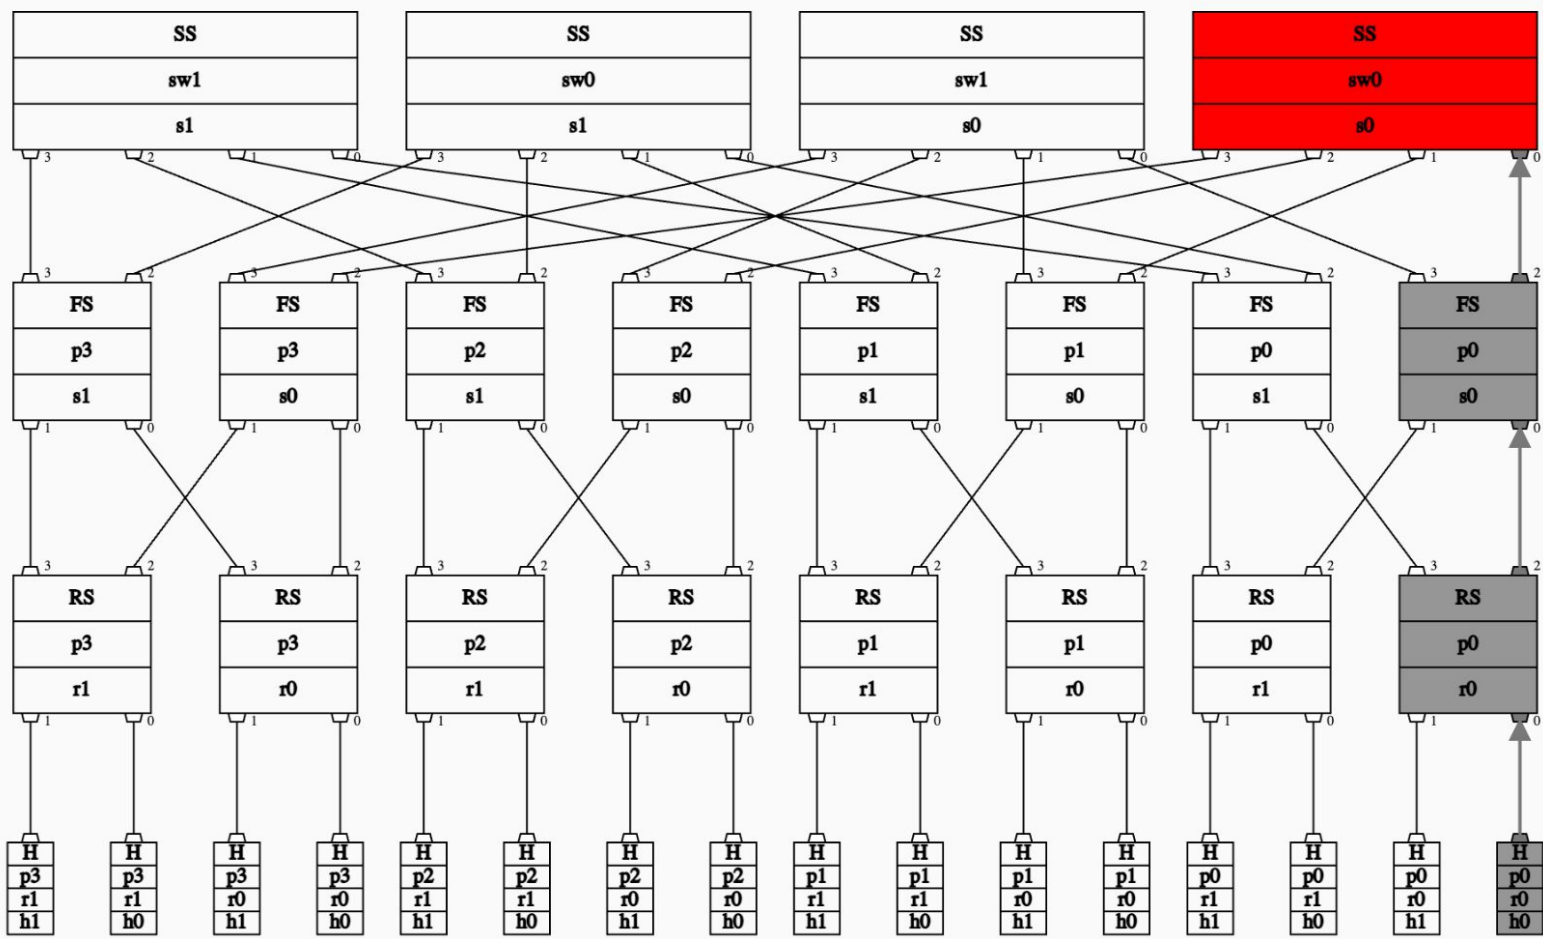 SS SS SS SS
sw1 sw0 sw1 sw0
s1 s1 s0 s0
3 2 1 0 3 2 1 0 3 2 1 0 3 2 1 0
3 2 3 2 3 2 3 2 3 2 3 2 3 2 3 2
FS FS FS FS FS FS FS FS
p3 p3 p2 p2 p1 p1 p0 p0
s1 s0 s1 s0 s1 s0 s1 s0
1 0 1 0 1 0 1 0 1 0 1 0 1 0 1 0
3 2 3 2 3 2 3 2 3 2 3 2 3 2 3 2
RS RS RS RS RS RS RS RS
p3 p3 p2 p2 p1 p1 p0 p0
r1 r0 r1 r0 r1 r0 r1 r0
1 0 1 0 1 0 1 0 1 0 1 0 1 0 1 0
H H H H H H H H H H H H H H H H
p3 p3 p3 p3 p2 p2 p2 p2 p1 p1 p1 p1 p0 p0 p0 p0
r1 r1 r0 r0 r1 r1 r0 r0 r1 r1 r0 r0 r1 r1 r0 r0
h1 h0 h1 h0 h1 h0 h1 h0 h1 h0 h1 h0 h1 h0 h1 h0